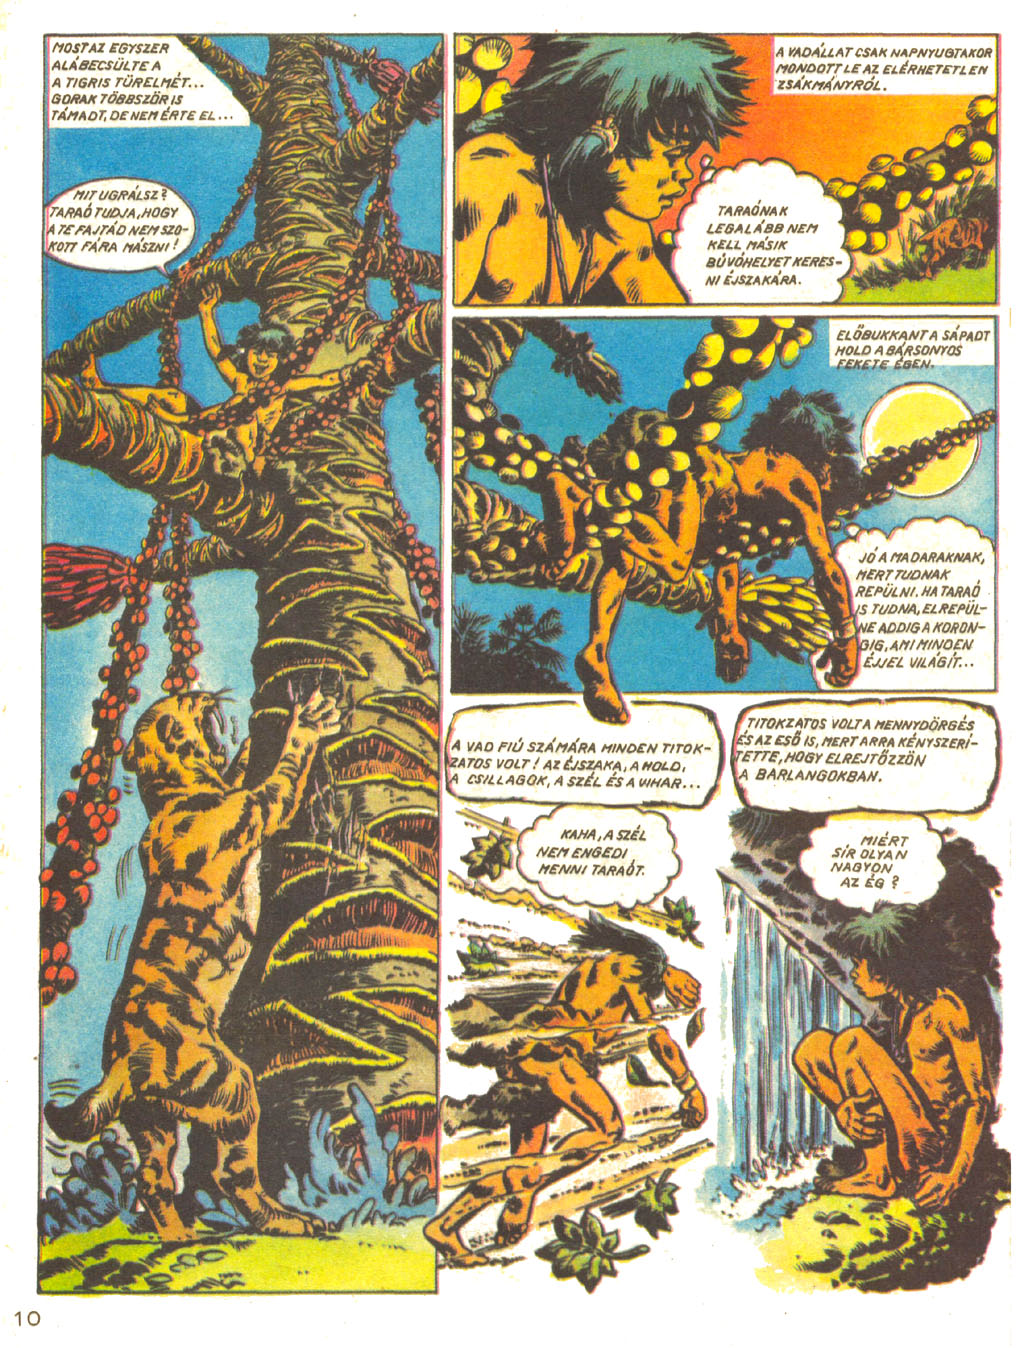 MOST AZ EGYSZER
ALÁBECSÜLTE A
A TIGRIS TÜRELMÉT...
GORAK TÖBBSZÖR IS
TÁMADT, DE NEM ÉRTE EL...
MIT UGRÁLSZ?
TARAÓ TUDJA, HOGY
A TE FAJTÁD NEM SZO-
KOTT FÁRA MÁSZNI!
A VADÁLLAT CSAK NAPNYUGTAKOR
MONDOTT LE AZ ELÉRHETETLEN
ZSÁKMÁNYRÓL.
TARAÓNAK
LEGALÁBB NEM
KELL MÁSIK
BÚVÓHELYET KERES-
NI ÉJSZAKÁRA.
ELŐBUKKANT A SÁPADT
HOLD A BÁRSONYOS
FEKETE ÉGEN.
JÓ A MADARAKNAK,
MERT TUDNAK
REPÜLNI. HA TARAÓ
IS TUDNA, ELREPÜL-
NE ADDIG A KORON-
GIG, AMI MINDEN
ÉJJEL VILÁGÍT...
A VAD FIÚ SZÁMÁRA MINDEN TITOK-
ZATOS VOLT! AZ ÉJSZAKA, A HOLD,
A CSILLAGOK, A SZÉL ÉS A VIHAR...
TITOKZATOS VOLT A MENNYDÖRGÉS
ÉS AZ ESŐ IS, MERT ARRA KÉNYSZERÍ-
TETTE, HOGY ELREJTŐZZÖN
A BARLANGOKBAN.
KAHA, A SZÉL
NEM ENGEDI
MENNI TARAÓT.
MIÉRT
SÍR OLYAN
NAGYON
AZ ÉG?
10